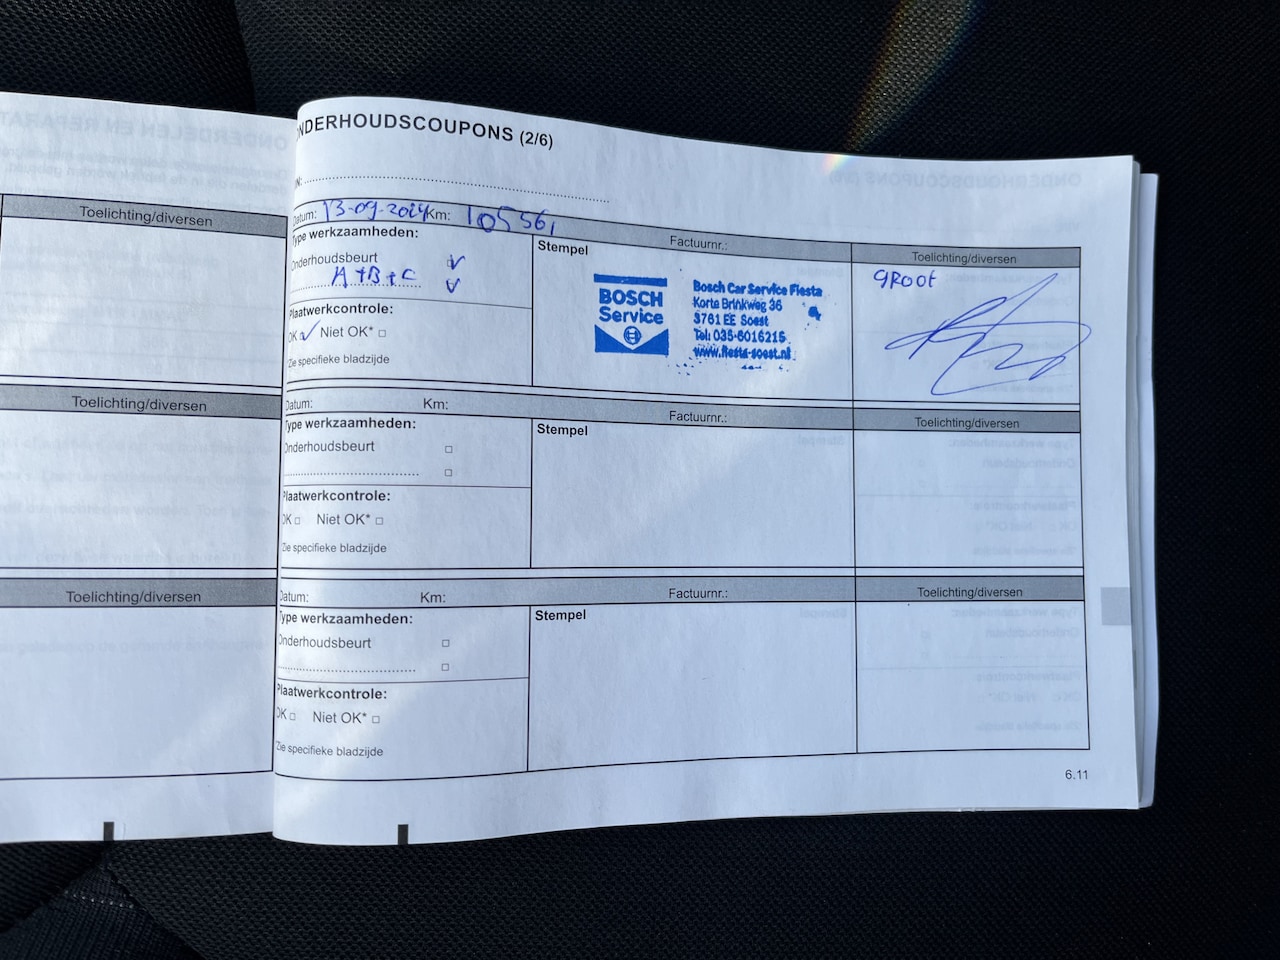 NDERHOUDSCOUPONS (2/6)
Datum: 13-09-2024 Km: 105561
Factuurnr.:
Toelichting/diversen
Toelichting/diversen
Type werkzaamheden:
Onderhoudsbeurt
A+B+C
Plaatwerkcontrole:
OK Niet OK*
*Zie specifieke bladzijde
Stempel
BOSCH
Service
Bosch Car Service Fiesta
Korte Brinkweg 36
3761 EE Soest
Tel: 035-6016215
www.fiesta-soest.nl
GROOT
Toelichting/diversen
Datum: Km:
Factuurnr.:
Toelichting/diversen
Type werkzaamheden:
Onderhoudsbeurt
Plaatwerkcontrole:
OK Niet OK*
*Zie specifieke bladzijde
Stempel
Toelichting/diversen
Datum: Km:
Factuurnr.:
Toelichting/diversen
Type werkzaamheden:
Onderhoudsbeurt
Plaatwerkcontrole:
OK Niet OK*
*Zie specifieke bladzijde
Stempel
6.11